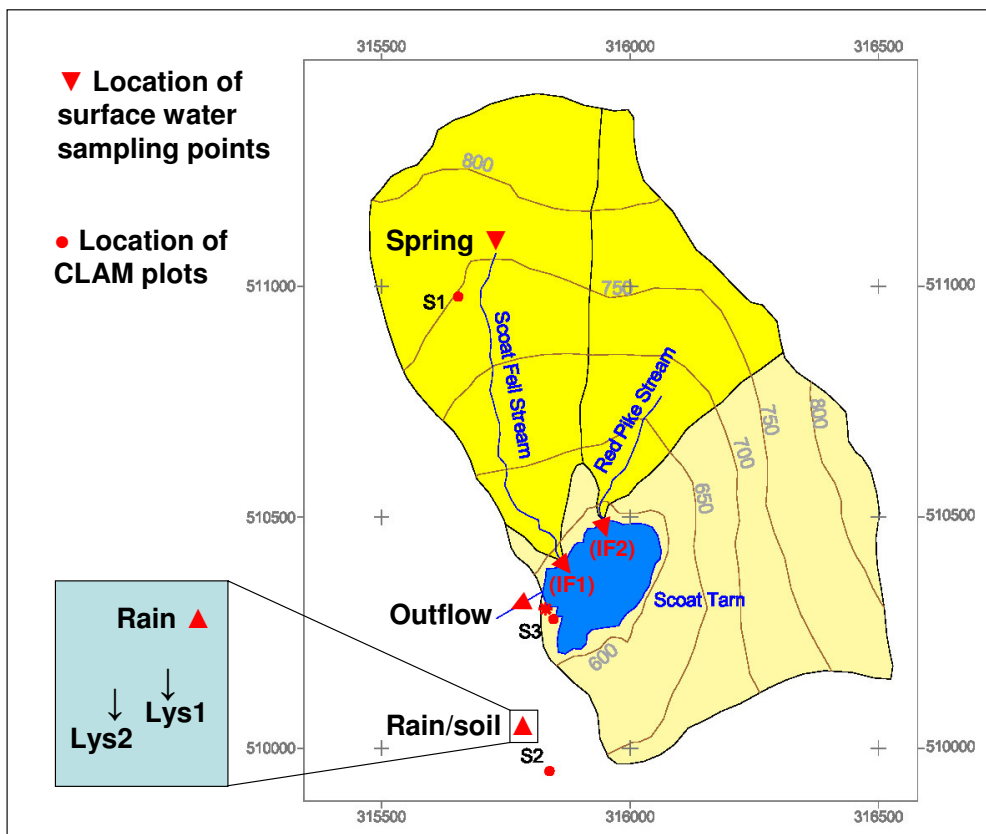 315500
316000
316500
Location of
surface water
sampling points
800
Spring
Location of
CLAM plots
511000
S1
750
511000
Scoat Fell Stream
Red Pike Stream
750
800
700
650
510500
510500
(IF2)
(IF1)
Scoat Tarn
Outflow
S3
600
Rain
Lys1
Lys2
Rain/soil
S2
510000
510000
315500
316000
316500